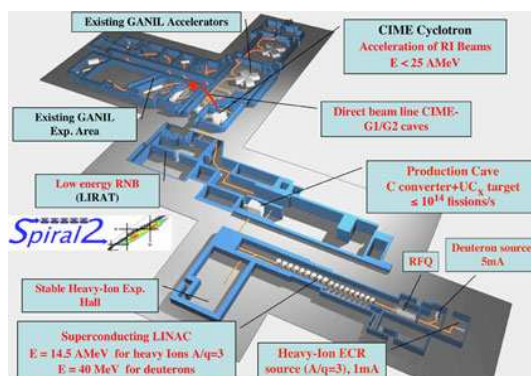 Existing GANIL Accelerators
CIME Cyclotron
Acceleration of RI Beams
E < 25 AMeV
Existing GANIL
Exp. Area
Direct beam line CIME-
G1/G2 caves
Low energy RNB
(LIRAT)
Production Cave
C converter+UCx target
≤ 10¹⁴ fissions/s
Spiral2
Deuteron source
5mA
RFQ
Stable Heavy-Ion Exp.
Hall
Superconducting LINAC
E = 14.5 AMeV for heavy Ions A/q=3
E = 40 MeV for deuterons
Heavy-Ion ECR
source (A/q=3), 1mA